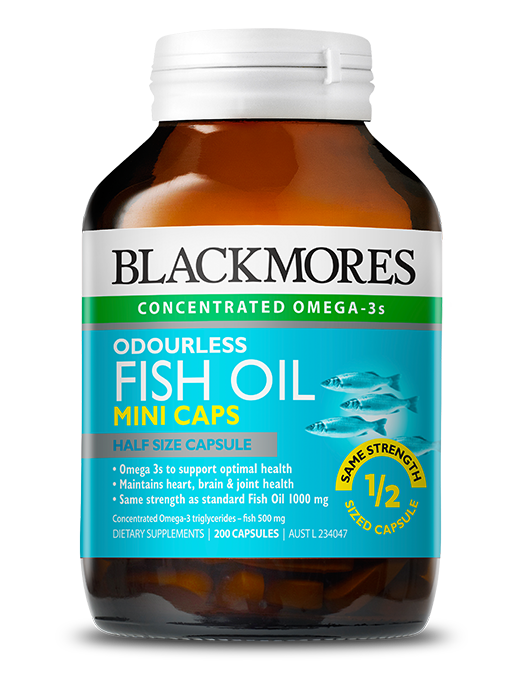 BLACKMORES
CONCENTRATED OMEGA-3s
ODOURLESS
FISH OIL
MINI CAPS
HALF SIZE CAPSULE
• Omega 3s to support optimal health
• Maintains heart, brain & joint health
• Same strength as standard Fish Oil 1000 mg
Concentrated Omega-3 triglycerides – fish 500 mg
DIETARY SUPPLEMENTS | 200 CAPSULES | AUST L 234047
SAME STRENGTH
1/2
SIZED CAPSULE